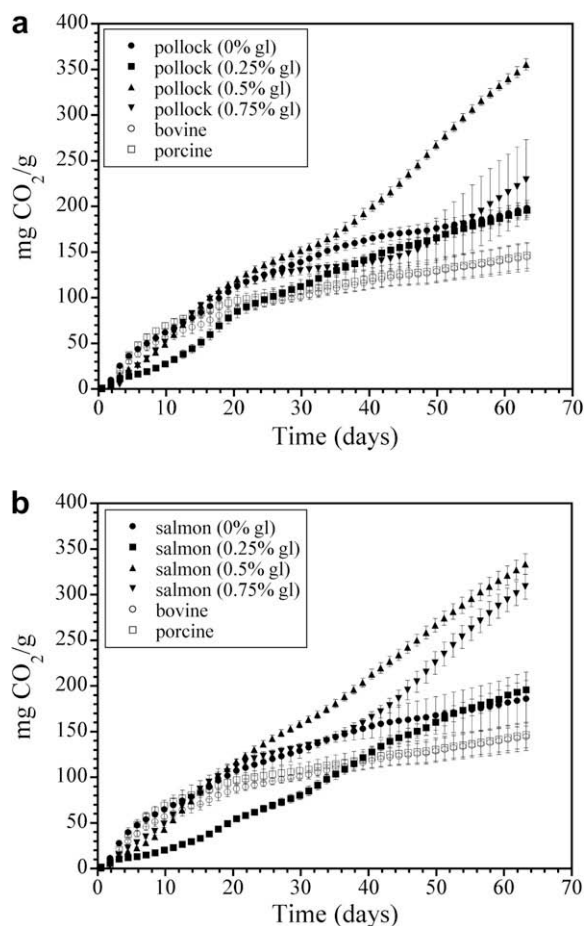 a
400
350
300
250
200
150
100
50
0
mg CO2/g
pollock (0% gl)
pollock (0.25% gl)
pollock (0.5% gl)
pollock (0.75% gl)
bovine
porcine
0 10 20 30 40 50 60 70
Time (days)
b
400
350
300
250
200
150
100
50
0
mg CO2/g
salmon (0% gl)
salmon (0.25% gl)
salmon (0.5% gl)
salmon (0.75% gl)
bovine
porcine
0 10 20 30 40 50 60 70
Time (days)